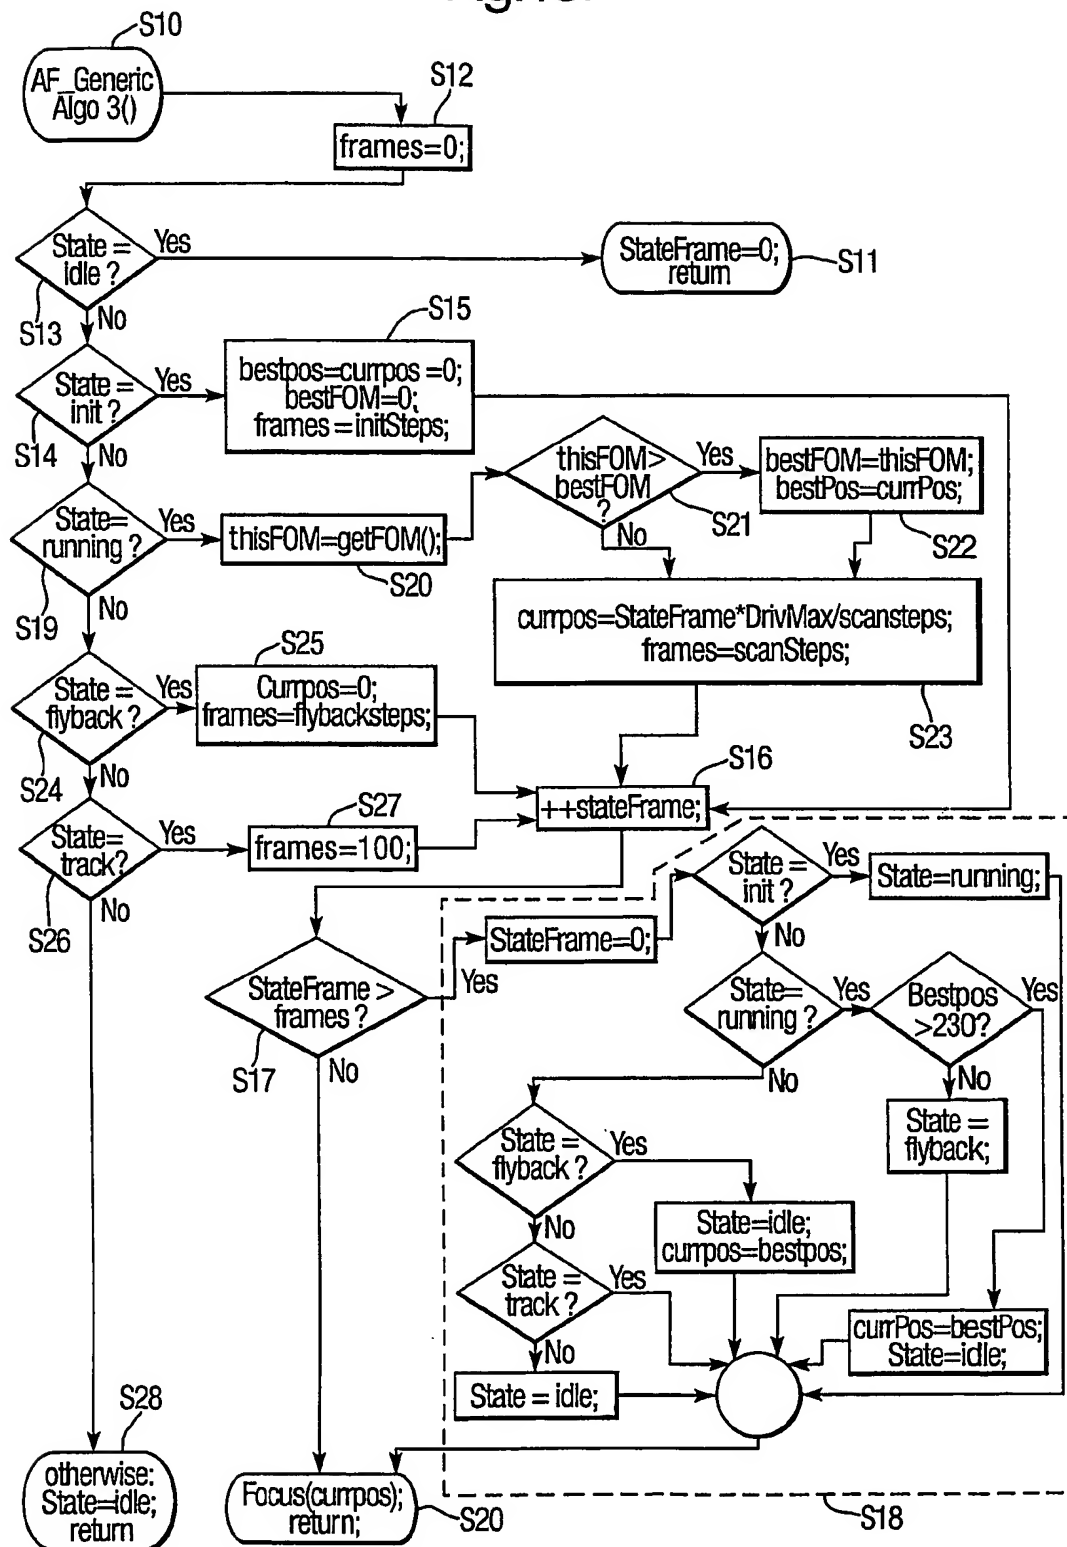 S10
AF_Generic
Algo 3()
S12
frames=0;
State =
idle ?
Yes
No
S13
StateFrame=0;
return
S11
State =
init ?
Yes
No
S14
S15
bestpos=currpos =0;
bestFOM=0;
frames =initSteps;
State=
running ?
Yes
No
S19
thisFOM=getFOM();
S20
thisFOM>
bestFOM
?
Yes
No
S21
bestFOM=thisFOM;
bestPos=currPos;
S22
currpos=StateFrame*DrivMax/scansteps;
frames=scanSteps;
S23
State =
flyback ?
Yes
No
S24
S25
Currpos=0;
frames=flybacksteps;
S16
++stateFrame;
State=
track?
Yes
No
S26
S27
frames=100;
StateFrame >
frames ?
Yes
No
S17
StateFrame=0;
State =
init ?
Yes
No
State=running;
State=
running ?
Yes
No
Bestpos
>230?
Yes
No
State =
flyback;
State =
flyback ?
Yes
No
State=idle;
currpos=bestpos;
State =
track ?
Yes
No
currPos=bestPos;
State=idle;
State = idle;
S28
otherwise:
State=idle;
return
Focus(currpos);
return;
S20
S18